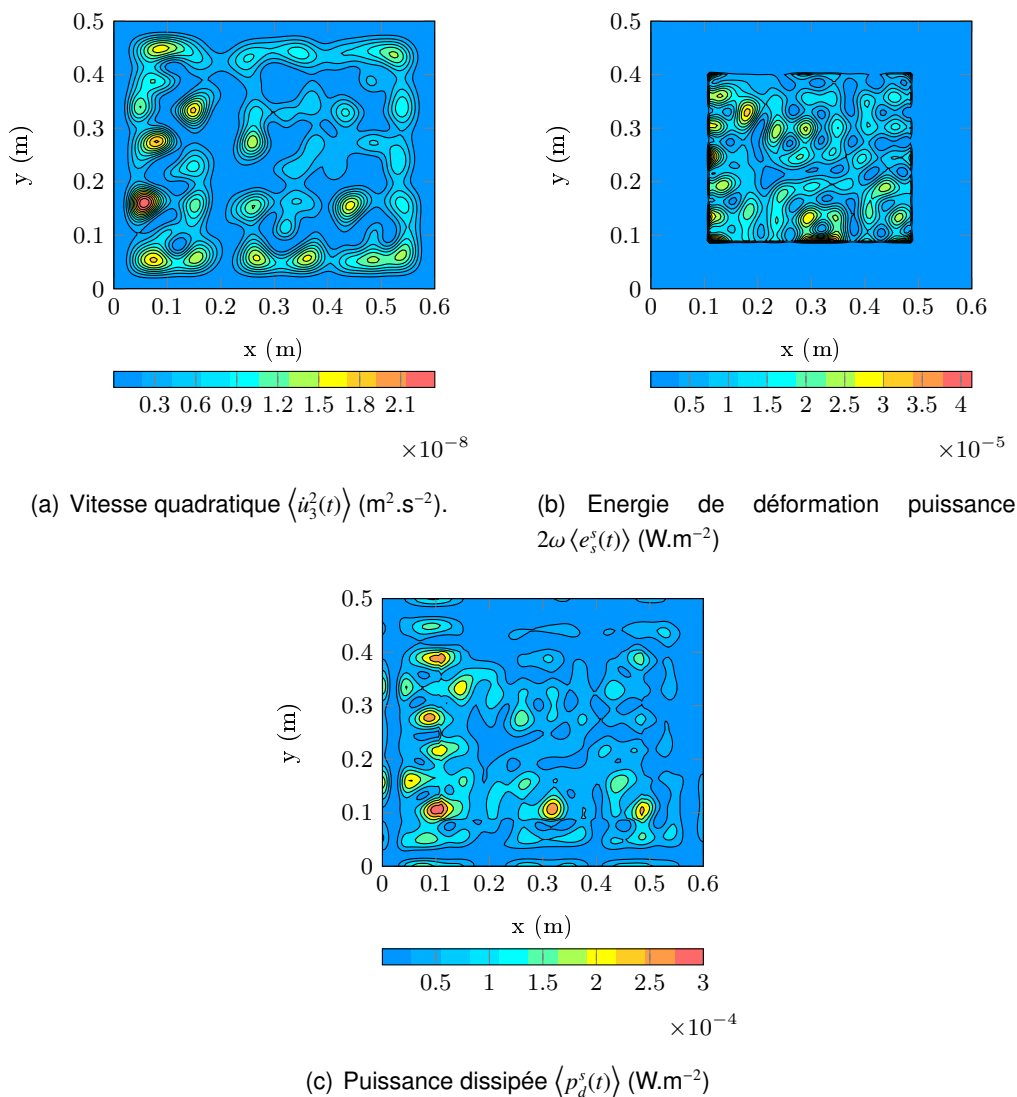 0.5
0.4
0.3
0.2
0.1
0
y (m)
0 0.1 0.2 0.3 0.4 0.5 0.6
x (m)
0.3 0.6 0.9 1.2 1.5 1.8 2.1
×10⁻⁸
(a) Vitesse quadratique ⟨u̇₃²(t)⟩ (m².s⁻²).
0.5
0.4
0.3
0.2
0.1
0
y (m)
0 0.1 0.2 0.3 0.4 0.5 0.6
x (m)
0.5 1 1.5 2 2.5 3 3.5 4
×10⁻⁵
(b) Energie de déformation puissance
2ω ⟨eₛˢ(t)⟩ (W.m⁻²)
0.5
0.4
0.3
0.2
0.1
0
y (m)
0 0.1 0.2 0.3 0.4 0.5 0.6
x (m)
0.5 1 1.5 2 2.5 3
×10⁻⁴
(c) Puissance dissipée ⟨p_dˢ(t)⟩ (W.m⁻²)